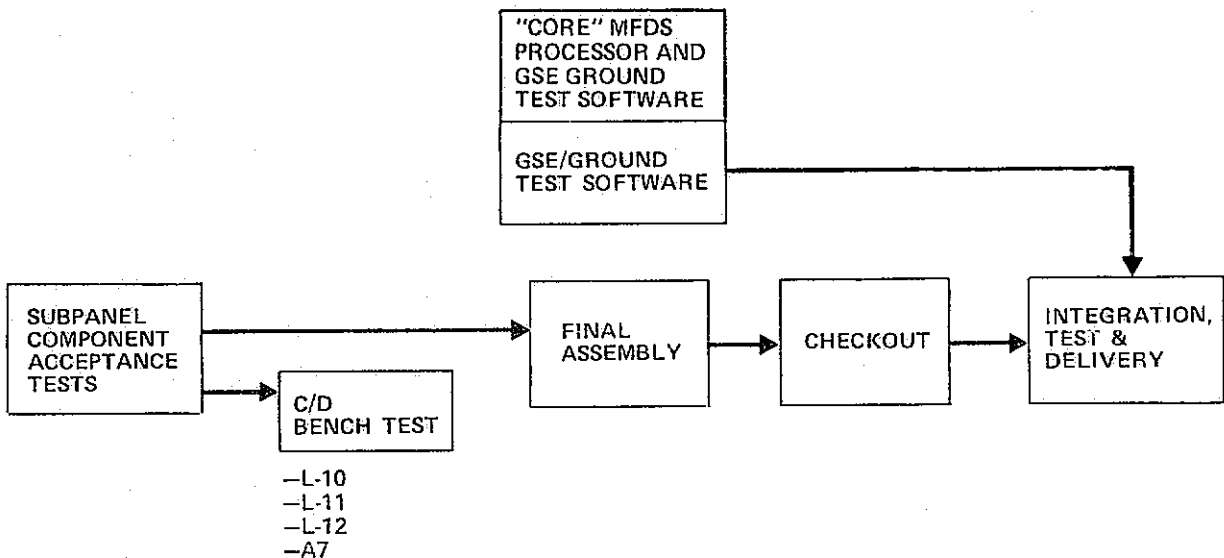 "CORE" MFDS
PROCESSOR AND
GSE GROUND
TEST SOFTWARE
GSE/GROUND
TEST SOFTWARE
SUBPANEL
COMPONENT
ACCEPTANCE
TESTS
C/D
BENCH TEST
—L-10
—L-11
—L-12
—A7
FINAL
ASSEMBLY
CHECKOUT
INTEGRATION,
TEST &
DELIVERY